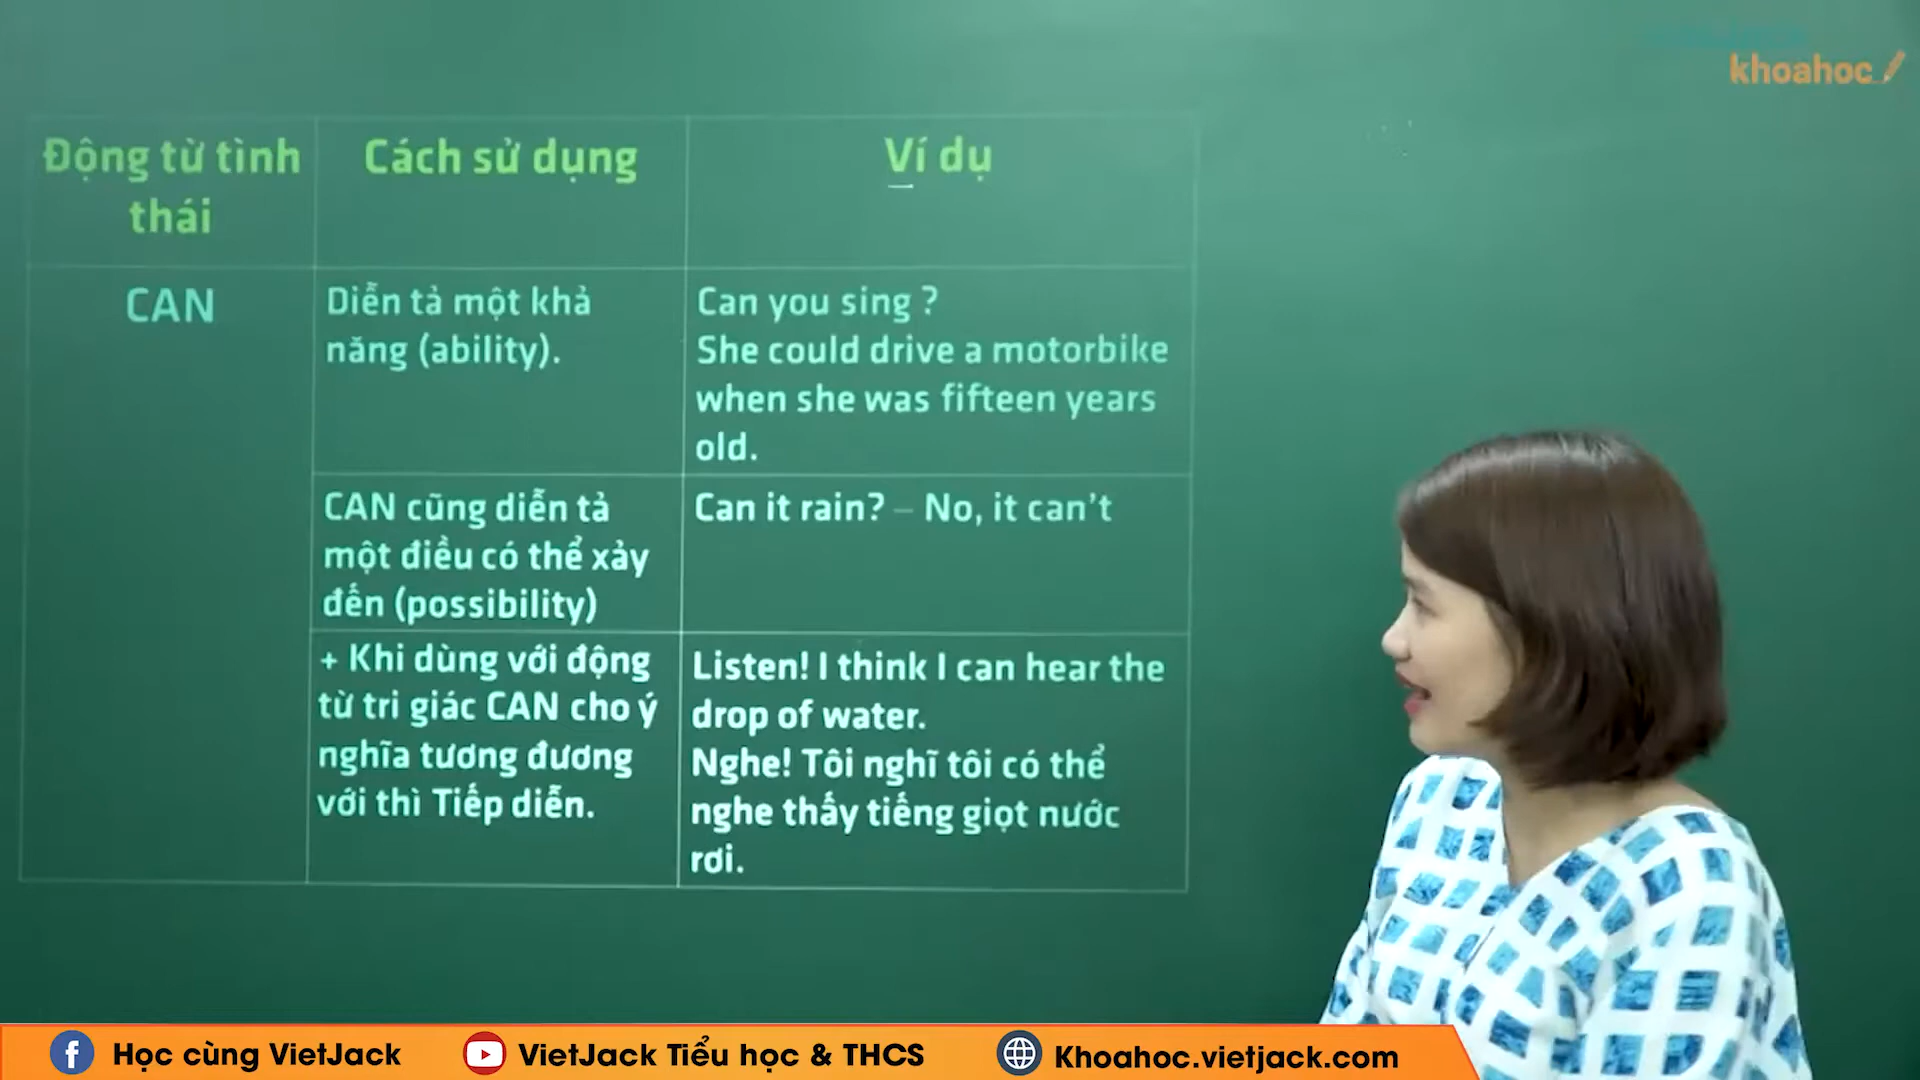 khoahoc
Động từ tình
thái
Cách sử dụng
Ví dụ
CAN
Diễn tả một khả
năng (ability).
Can you sing ?
She could drive a motorbike
when she was fifteen years
old.
CAN cũng diễn tả
một điều có thể xảy
đến (possibility)
Can it rain? – No, it can't
+ Khi dùng với động
từ tri giác CAN cho ý
nghĩa tương đương
với thì Tiếp diễn.
Listen! I think I can hear the
drop of water.
Nghe! Tôi nghĩ tôi có thể
nghe thấy tiếng giọt nước
rơi.
Học cùng VietJack
VietJack Tiểu học & THCS
Khoahoc.vietjack.com